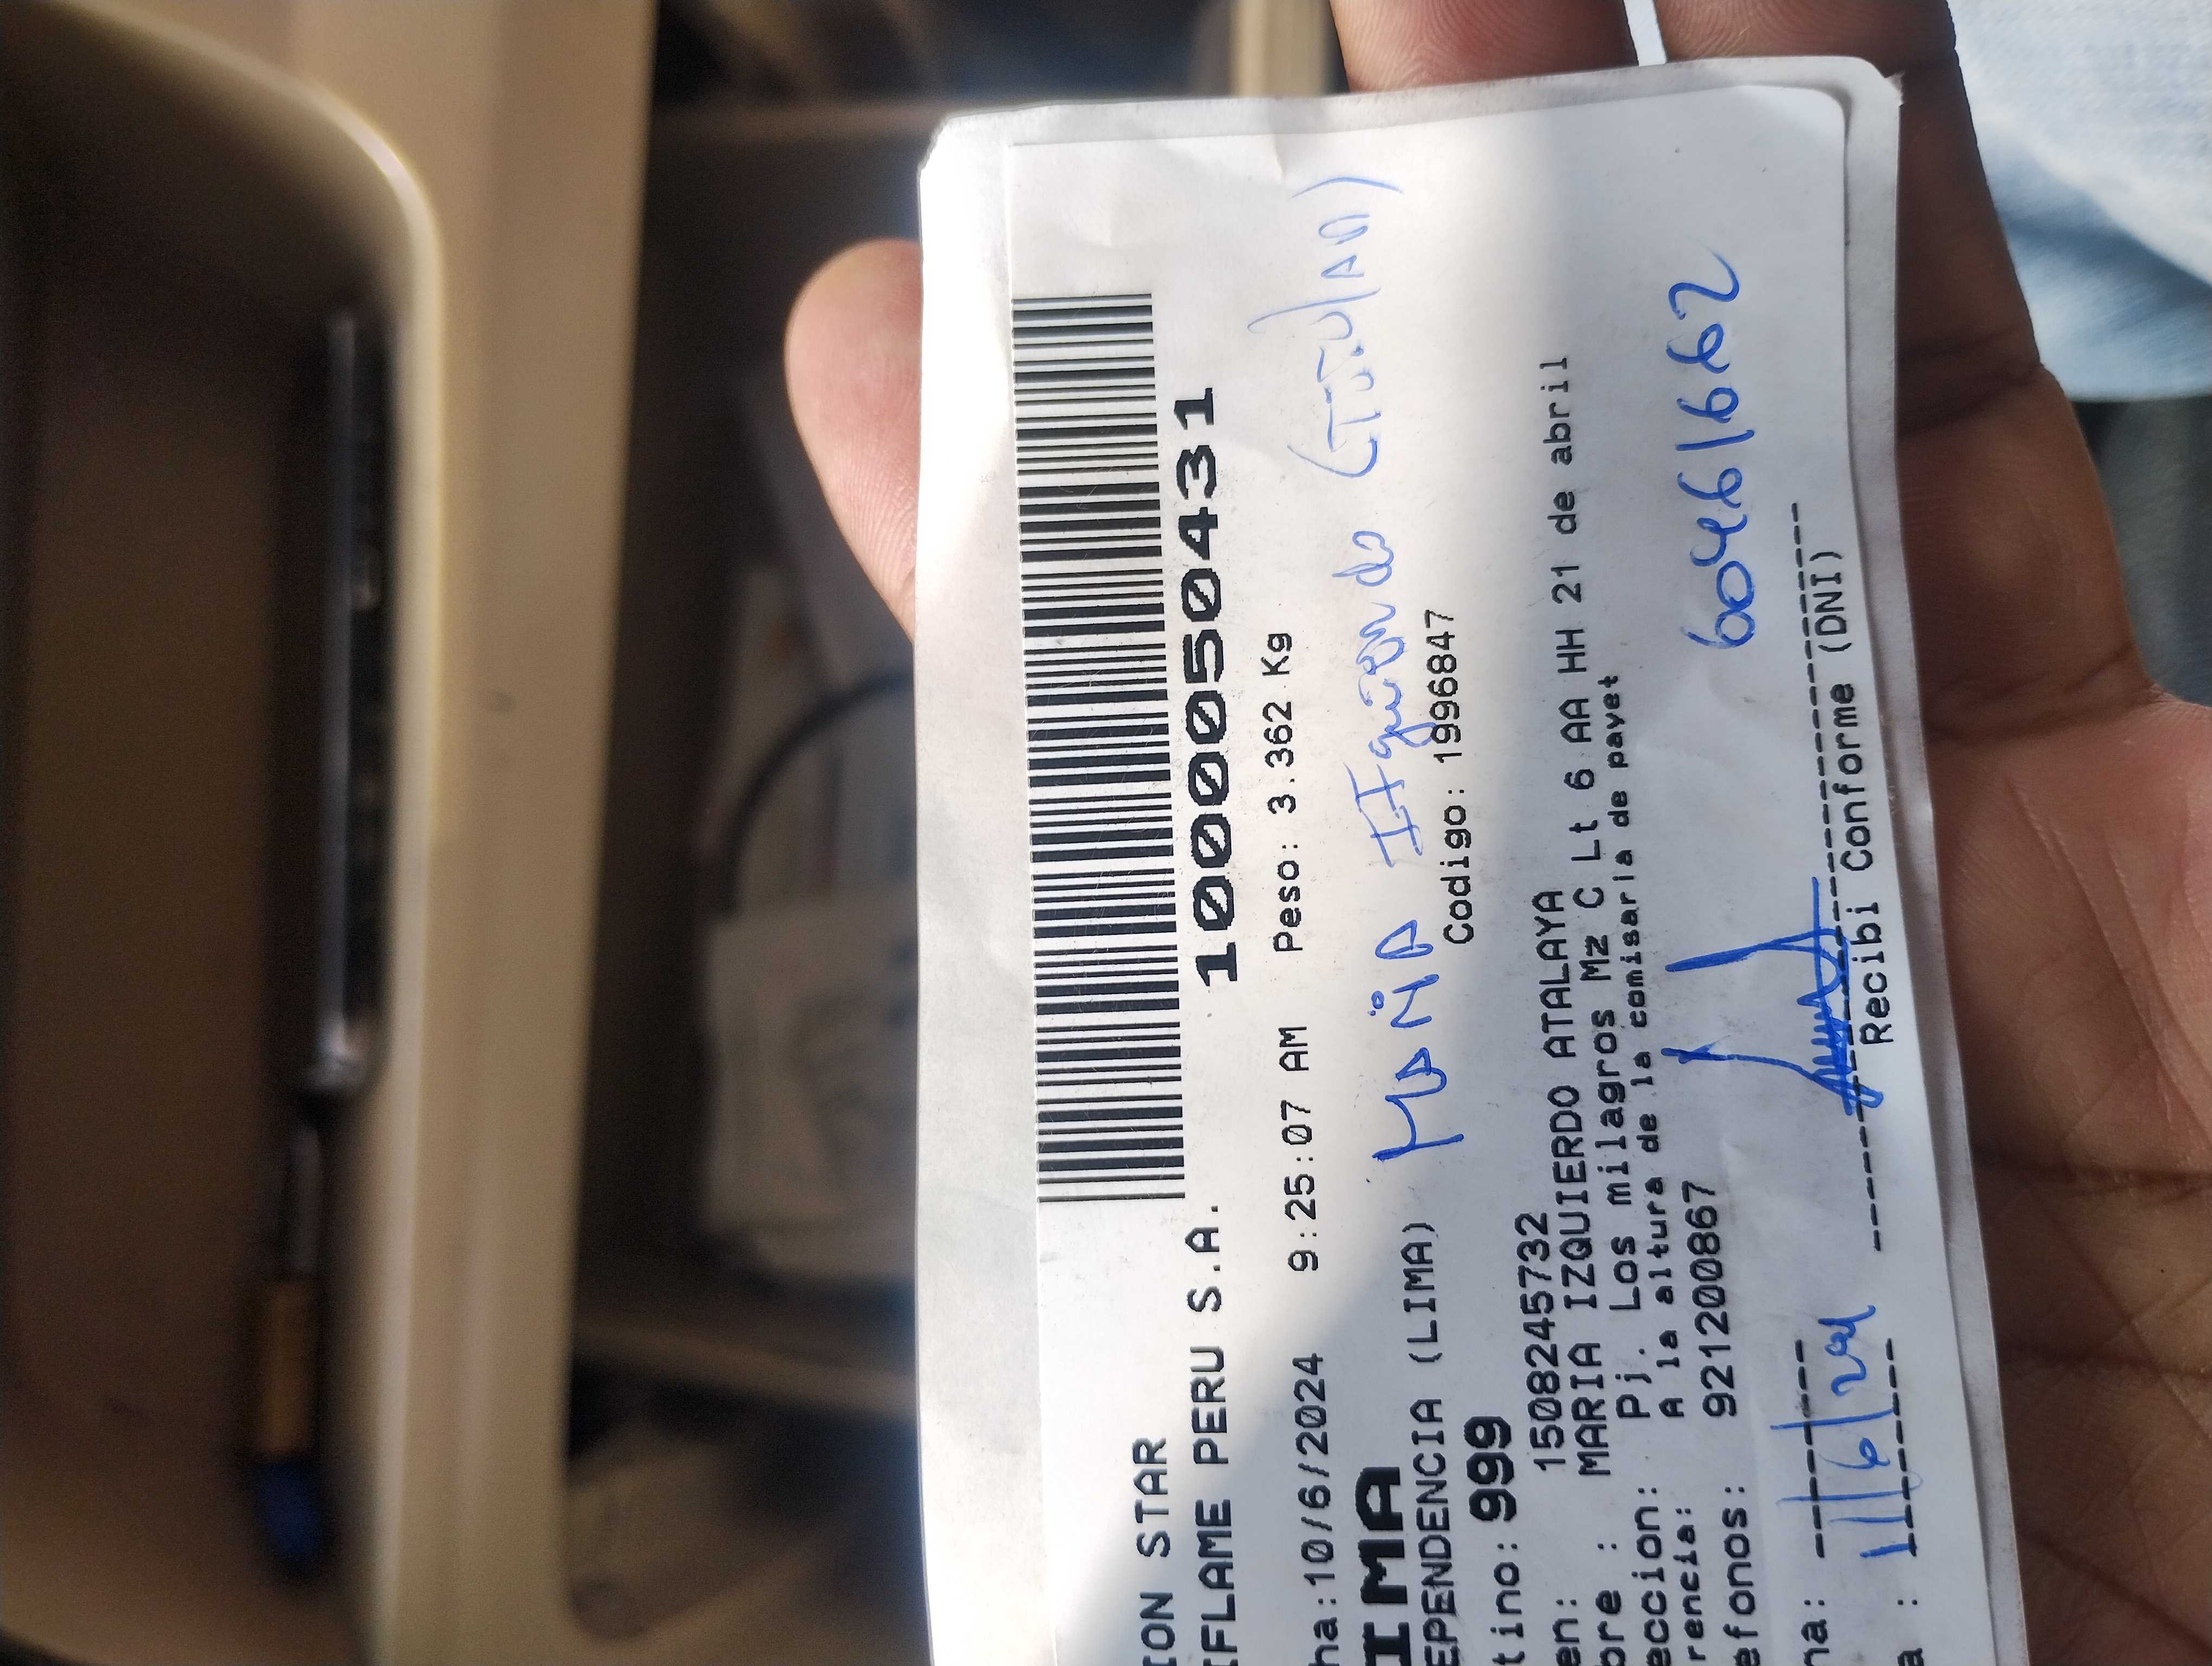 ION STAR
IFLAME PERU S.A. 1000050431
ha:10/6/2024 9:25:07 AM Peso: 3.362 Kg
IMA
EPENDENCIA (LIMA) Codigo: 1996847
tino: 999
en: 1508245732
bre : MARIA IZQUIERDO ATALAYA
eccion: Pj. Los milagros Mz C Lt 6 AA HH 21 de abril
rencia: A la altura de la comisaria de pavet
efonos: 921200867
60461662
na:
a : 11/6/24
Recibi Conforme (DNI)